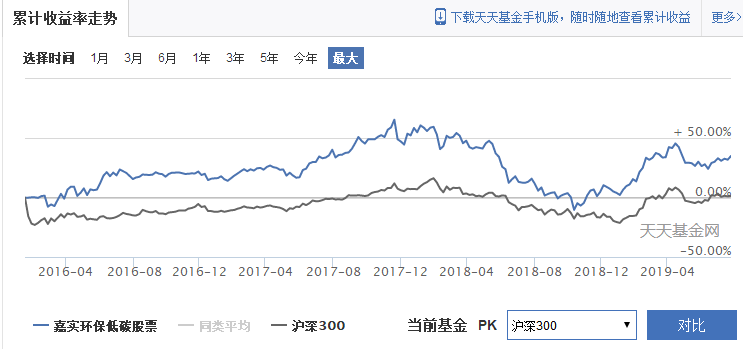 累计收益率走势 下载天天基金手机版，随时随地查看累计收益 更多>
选择时间 1月 3月 6月 1年 3年 5年 今年 最大
+ 50.00%
0.00%
天天基金网
-50.00%
2016-04 2016-08 2016-12 2017-04 2017-08 2017-12 2018-04 2018-08 2018-12 2019-04
嘉实环保低碳股票 同类平均 沪深300 当前基金 PK 沪深300 对比